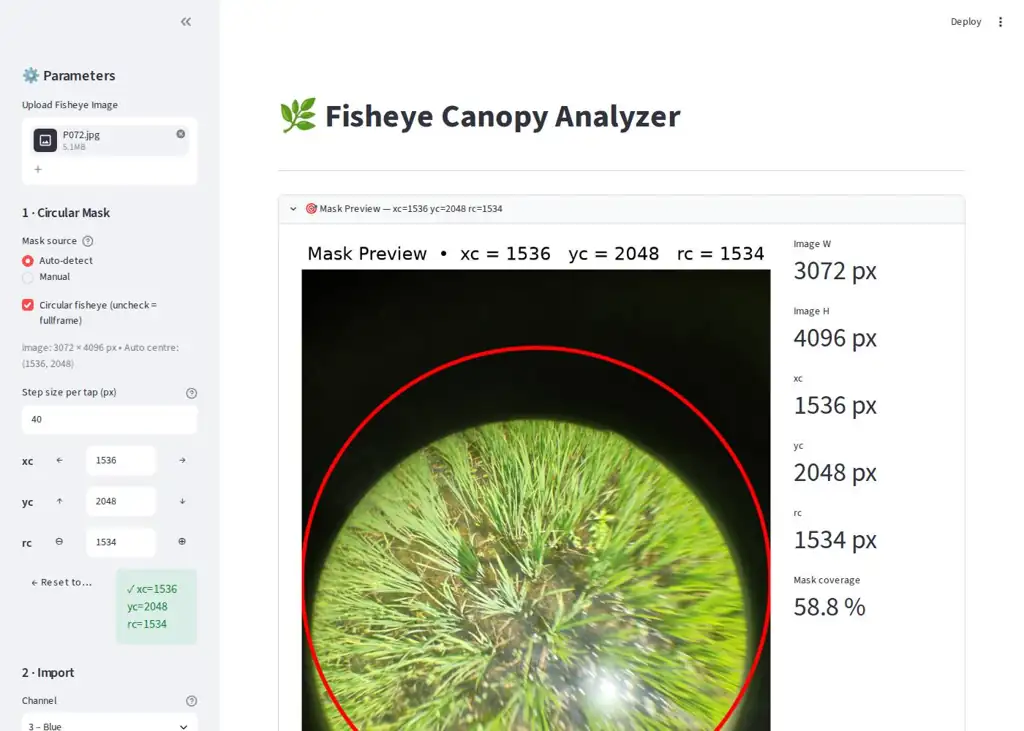 Deploy
Parameters
Upload Fisheye Image
P072.jpg
5.1MB
+
1 · Circular Mask
Mask source
Auto-detect
Manual
Circular fisheye (uncheck =
fullframe)
Image: 3072 × 4096 px • Auto centre:
(1536, 2048)
Step size per tap (px)
40
xc ← 1536 →
yc ↑ 2048 ↓
rc ⊖ 1534 ⊕
← Reset to...
✓ xc=1536
yc=2048
rc=1534
2 · Import
Channel
3 – Blue
Fisheye Canopy Analyzer
Mask Preview — xc=1536 yc=2048 rc=1534
Mask Preview • xc = 1536 yc = 2048 rc = 1534
Image W
3072 px
Image H
4096 px
xc
1536 px
yc
2048 px
rc
1534 px
Mask coverage
58.8 %